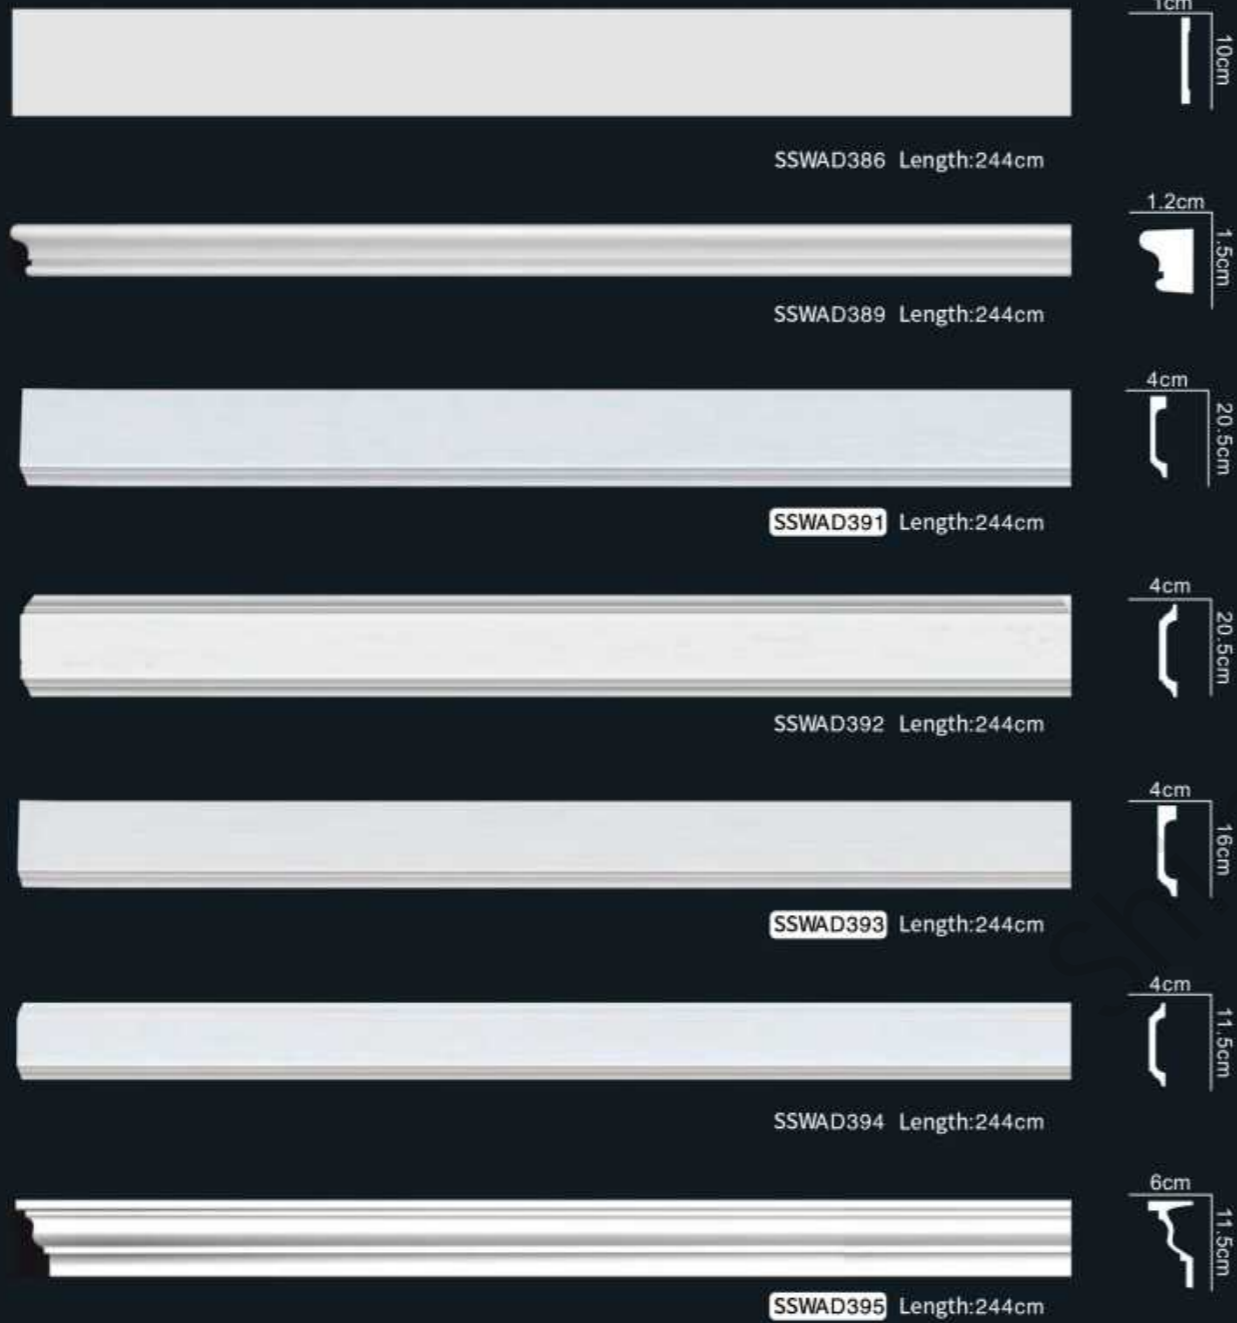 1cm
10cm
SSWAD386 Length:244cm
1.2cm
1.5cm
SSWAD389 Length:244cm
4cm
20.5cm
SSWAD391 Length:244cm
4cm
20.5cm
SSWAD392 Length:244cm
4cm
16cm
SSWAD393 Length:244cm
4cm
11.5cm
SSWAD394 Length:244cm
6cm
11.5cm
SSWAD395 Length:244cm